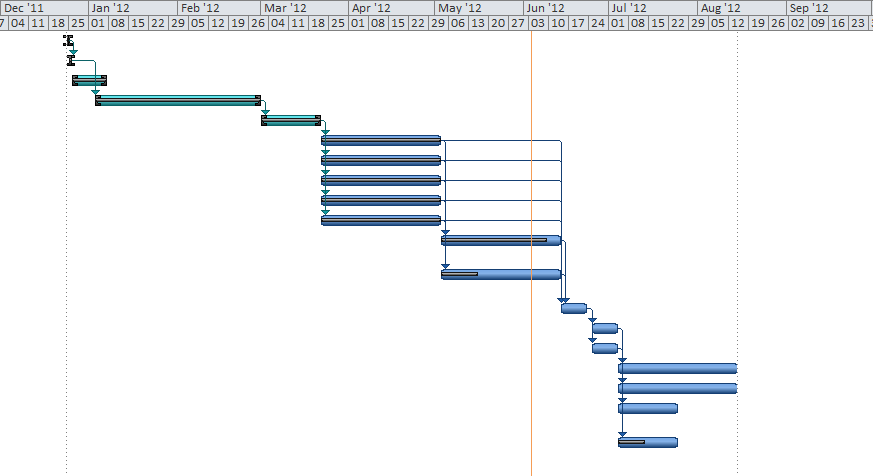 Dec '11 Jan '12 Feb '12 Mar '12 Apr '12 May '12 Jun '12 Jul '12 Aug '12 Sep '12
7 04 11 18 25 01 08 15 22 29 05 12 19 26 04 11 18 25 01 08 15 22 29 06 13 20 27 03 10 17 24 01 08 15 22 29 05 12 19 26 02 09 16 23